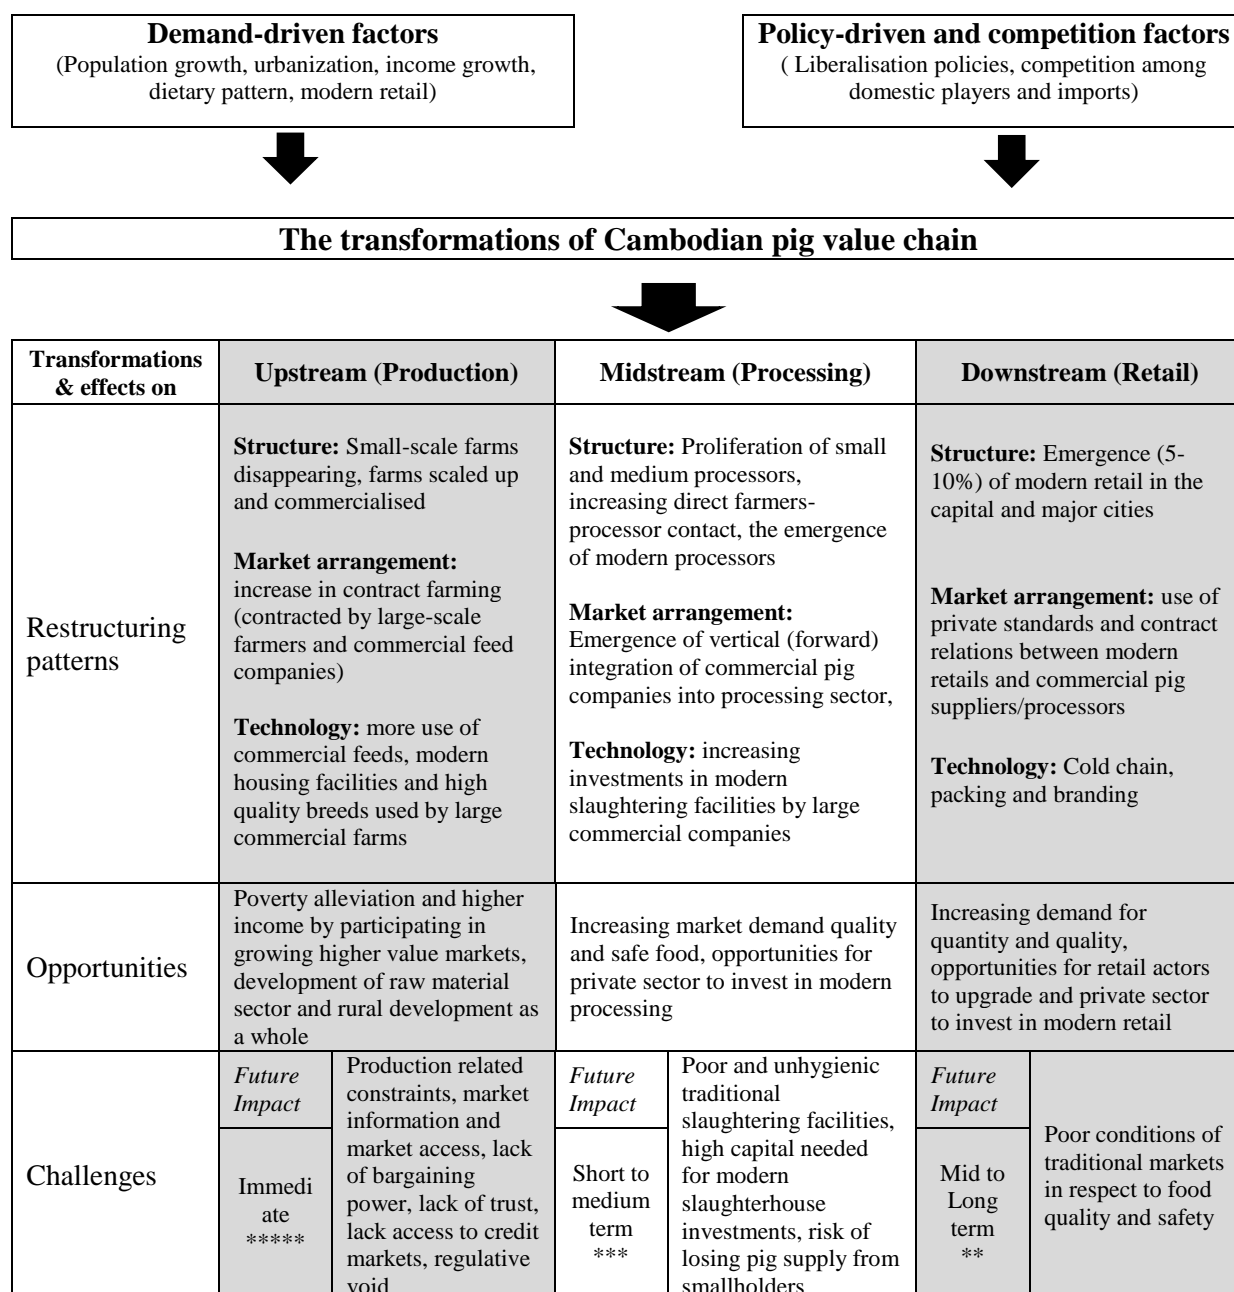 Demand-driven factors
(Population growth, urbanization, income growth,
dietary pattern, modern retail)
Policy-driven and competition factors
( Liberalisation policies, competition among
domestic players and imports)
The transformations of Cambodian pig value chain
Transformations
& effects on
Upstream (Production)
Midstream (Processing)
Downstream (Retail)
Restructuring
patterns
Structure: Small-scale farms
disappearing, farms scaled up
and commercialised
Market arrangement:
increase in contract farming
(contracted by large-scale
farmers and commercial feed
companies)
Technology: more use of
commercial feeds, modern
housing facilities and high
quality breeds used by large
commercial farms
Structure: Proliferation of small
and medium processors,
increasing direct farmers-
processor contact, the emergence
of modern processors
Market arrangement:
Emergence of vertical (forward)
integration of commercial pig
companies into processing sector,
Technology: increasing
investments in modern
slaughtering facilities by large
commercial companies
Structure: Emergence (5-
10%) of modern retail in the
capital and major cities
Market arrangement: use of
private standards and contract
relations between modern
retails and commercial pig
suppliers/processors
Technology: Cold chain,
packing and branding
Opportunities
Poverty alleviation and higher
income by participating in
growing higher value markets,
development of raw material
sector and rural development as
a whole
Increasing market demand quality
and safe food, opportunities for
private sector to invest in modern
processing
Increasing demand for
quantity and quality,
opportunities for retail actors
to upgrade and private sector
to invest in modern retail
Challenges
Future
Impact
Immedi
ate
*****
Production related
constraints, market
information and
market access, lack
of bargaining
power, lack of trust,
lack access to credit
markets, regulative
void
Future
Impact
Short to
medium
term
***
Poor and unhygienic
traditional
slaughtering facilities,
high capital needed
for modern
slaughterhouse
investments, risk of
losing pig supply from
smallholders
Future
Impact
Mid to
Long
term
**
Poor conditions of
traditional markets
in respect to food
quality and safety